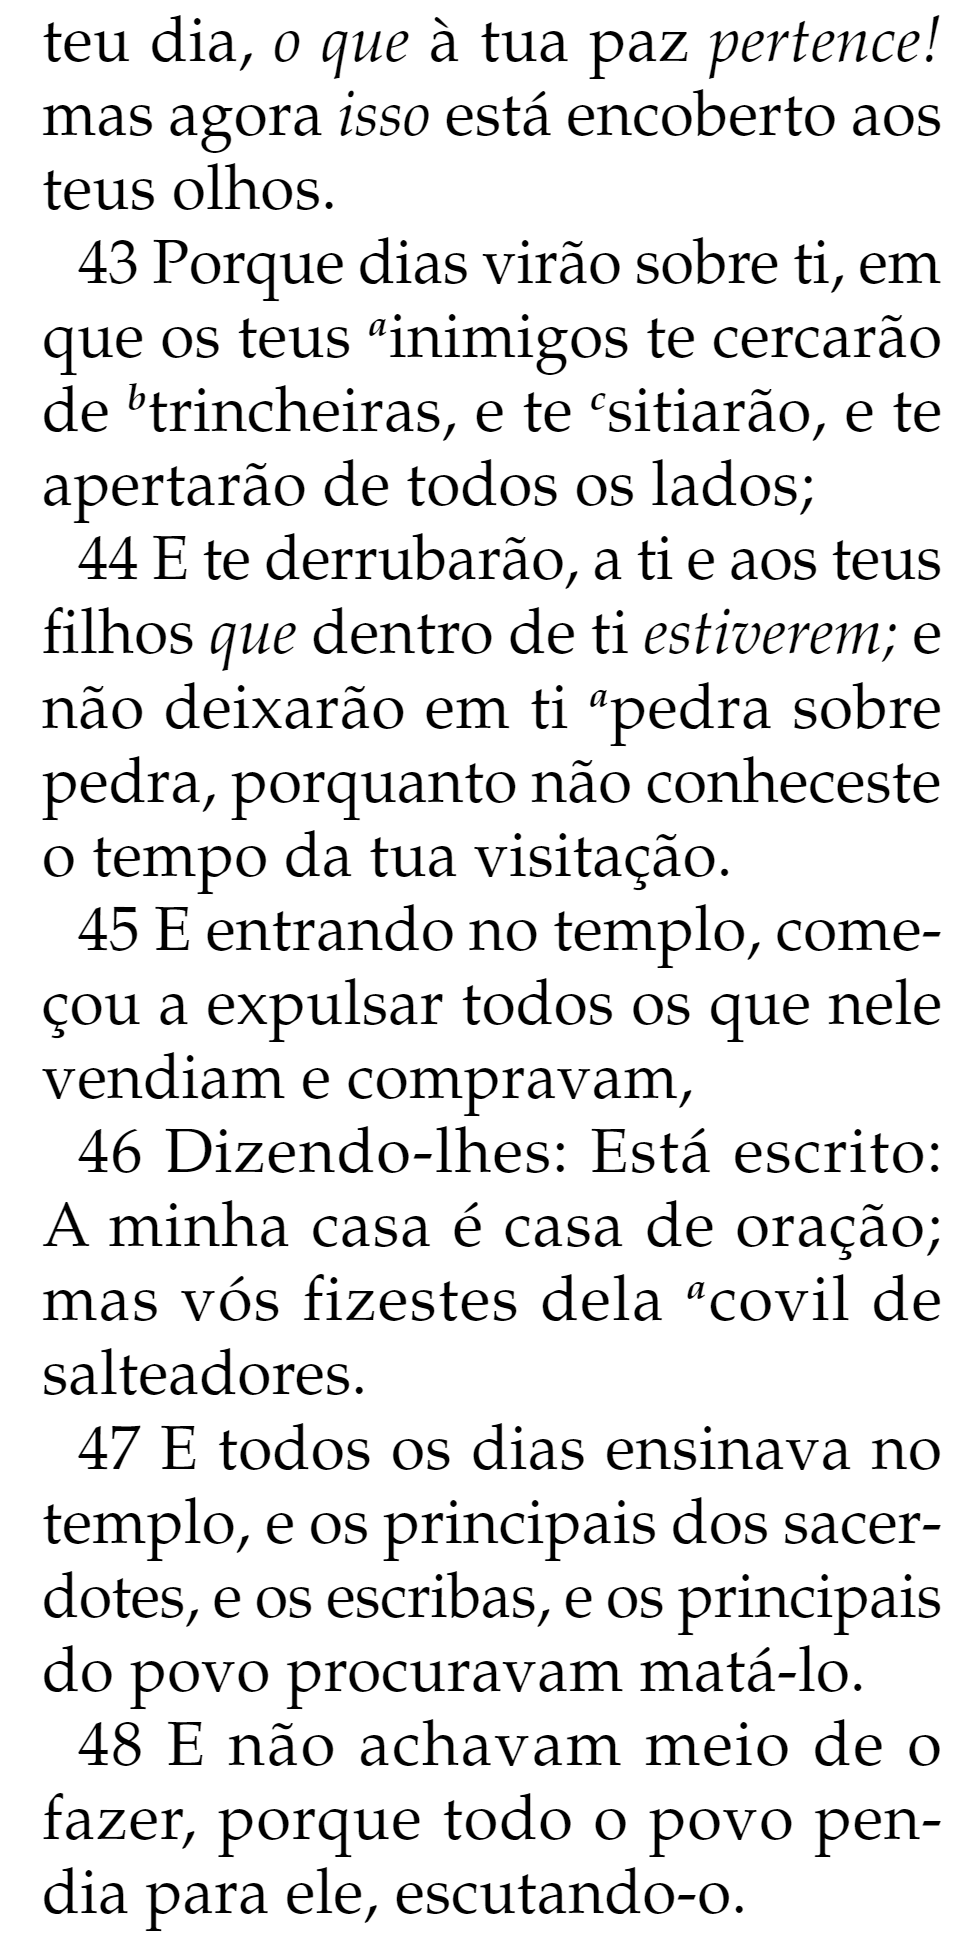 teu dia, o que à tua paz pertence!
mas agora isso está encoberto aos
teus olhos.
43 Porque dias virão sobre ti, em
que os teus ᵃinimigos te cercarão
de ᵇtrincheiras, e te ᶜsitiarão, e te
apertarão de todos os lados;
44 E te derrubarão, a ti e aos teus
filhos que dentro de ti estiverem; e
não deixarão em ti ᵃpedra sobre
pedra, porquanto não conheceste
o tempo da tua visitação.
45 E entrando no templo, come-
çou a expulsar todos os que nele
vendiam e compravam,
46 Dizendo-lhes: Está escrito:
A minha casa é casa de oração;
mas vós fizestes dela ᵃcovil de
salteadores.
47 E todos os dias ensinava no
templo, e os principais dos sacer-
dotes, e os escribas, e os principais
do povo procuravam matá-lo.
48 E não achavam meio de o
fazer, porque todo o povo pen-
dia para ele, escutando-o.